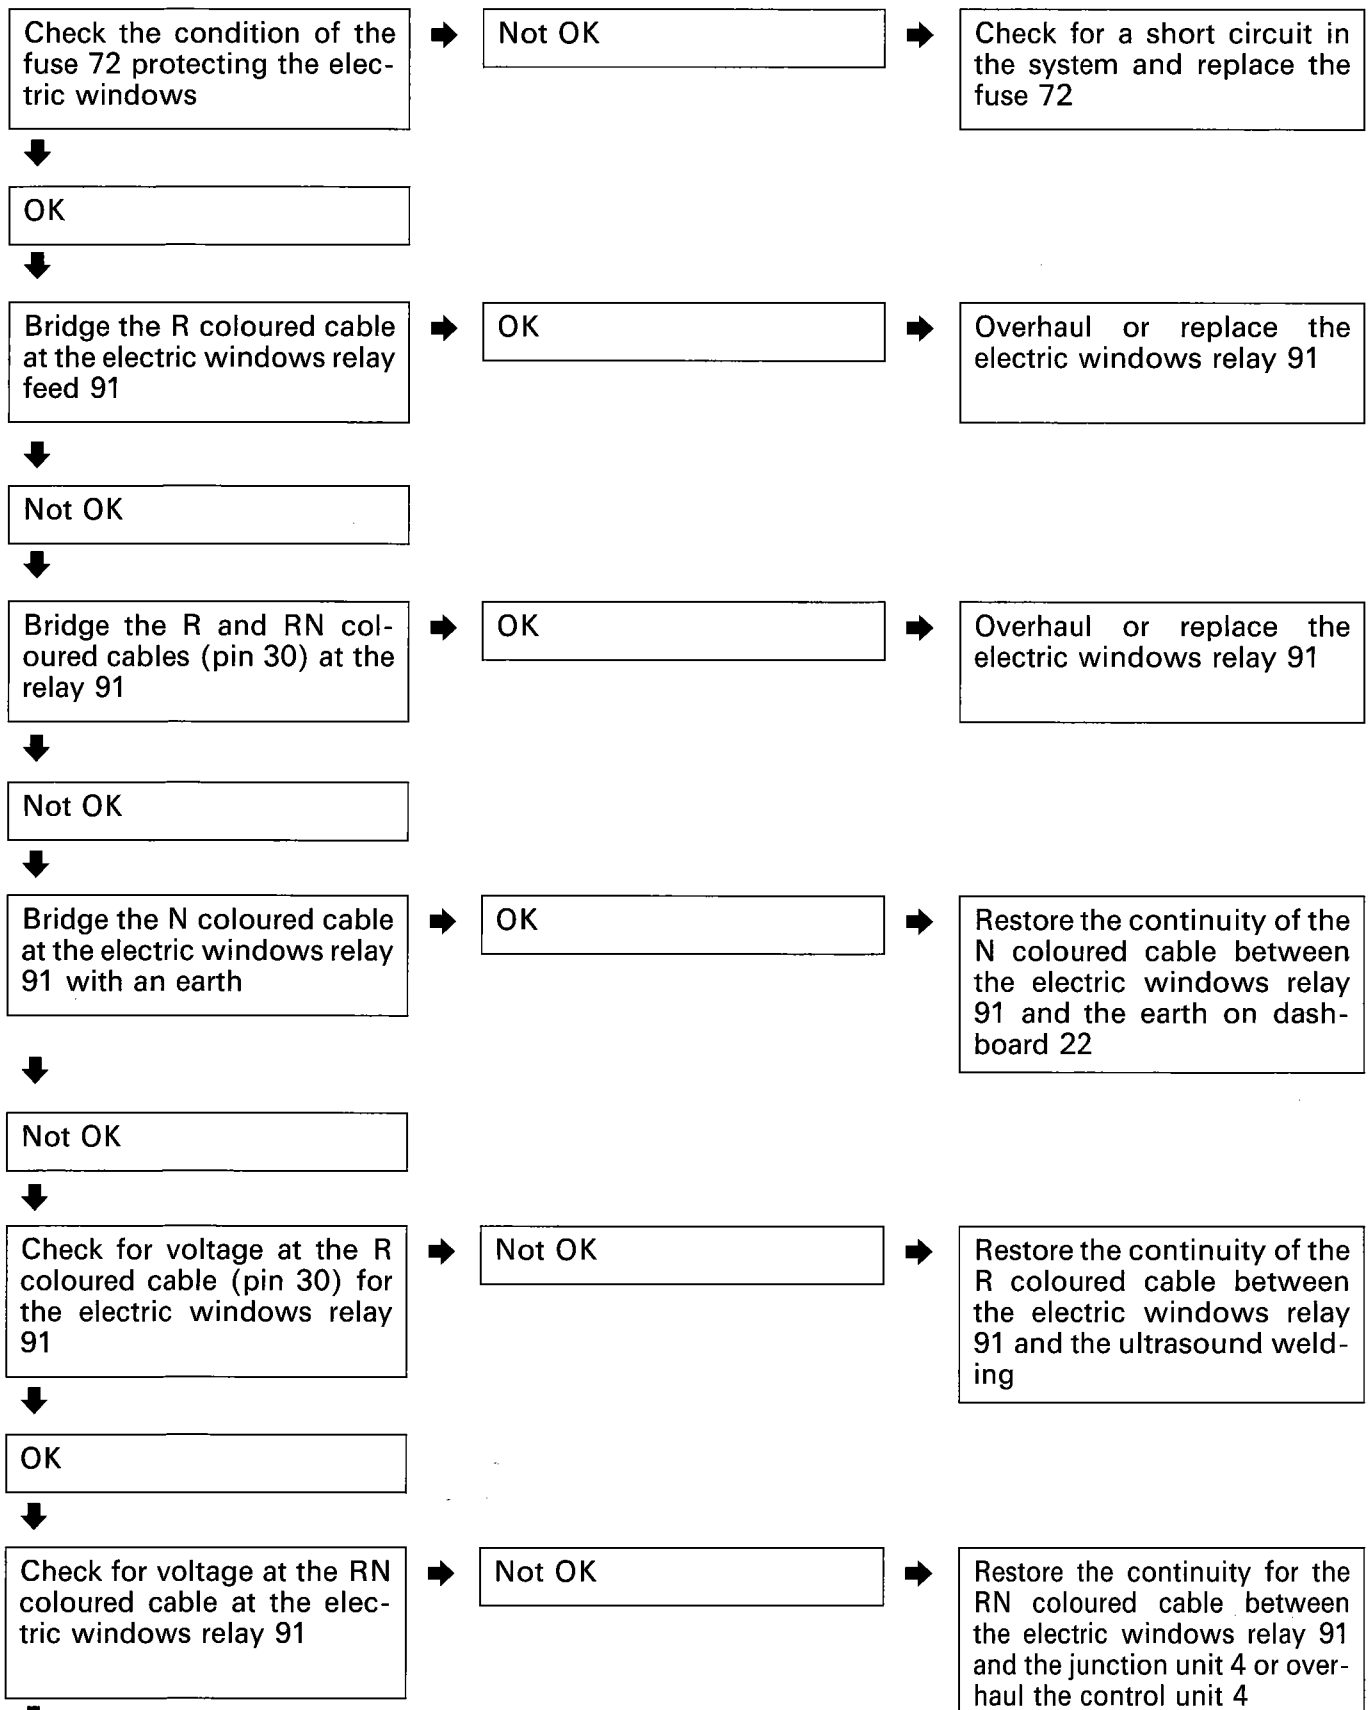 Check the condition of the
fuse 72 protecting the elec-
tric windows
Not OK
Check for a short circuit in
the system and replace the
fuse 72
OK
Bridge the R coloured cable
at the electric windows relay
feed 91
OK
Overhaul or replace the
electric windows relay 91
Not OK
Bridge the R and RN col-
oured cables (pin 30) at the
relay 91
OK
Overhaul or replace the
electric windows relay 91
Not OK
Bridge the N coloured cable
at the electric windows relay
91 with an earth
OK
Restore the continuity of the
N coloured cable between
the electric windows relay
91 and the earth on dash-
board 22
Not OK
Check for voltage at the R
coloured cable (pin 30) for
the electric windows relay
91
Not OK
Restore the continuity of the
R coloured cable between
the electric windows relay
91 and the ultrasound weld-
ing
OK
Check for voltage at the RN
coloured cable at the elec-
tric windows relay 91
Not OK
Restore the continuity for the
RN coloured cable between
the electric windows relay 91
and the junction unit 4 or over-
haul the control unit 4